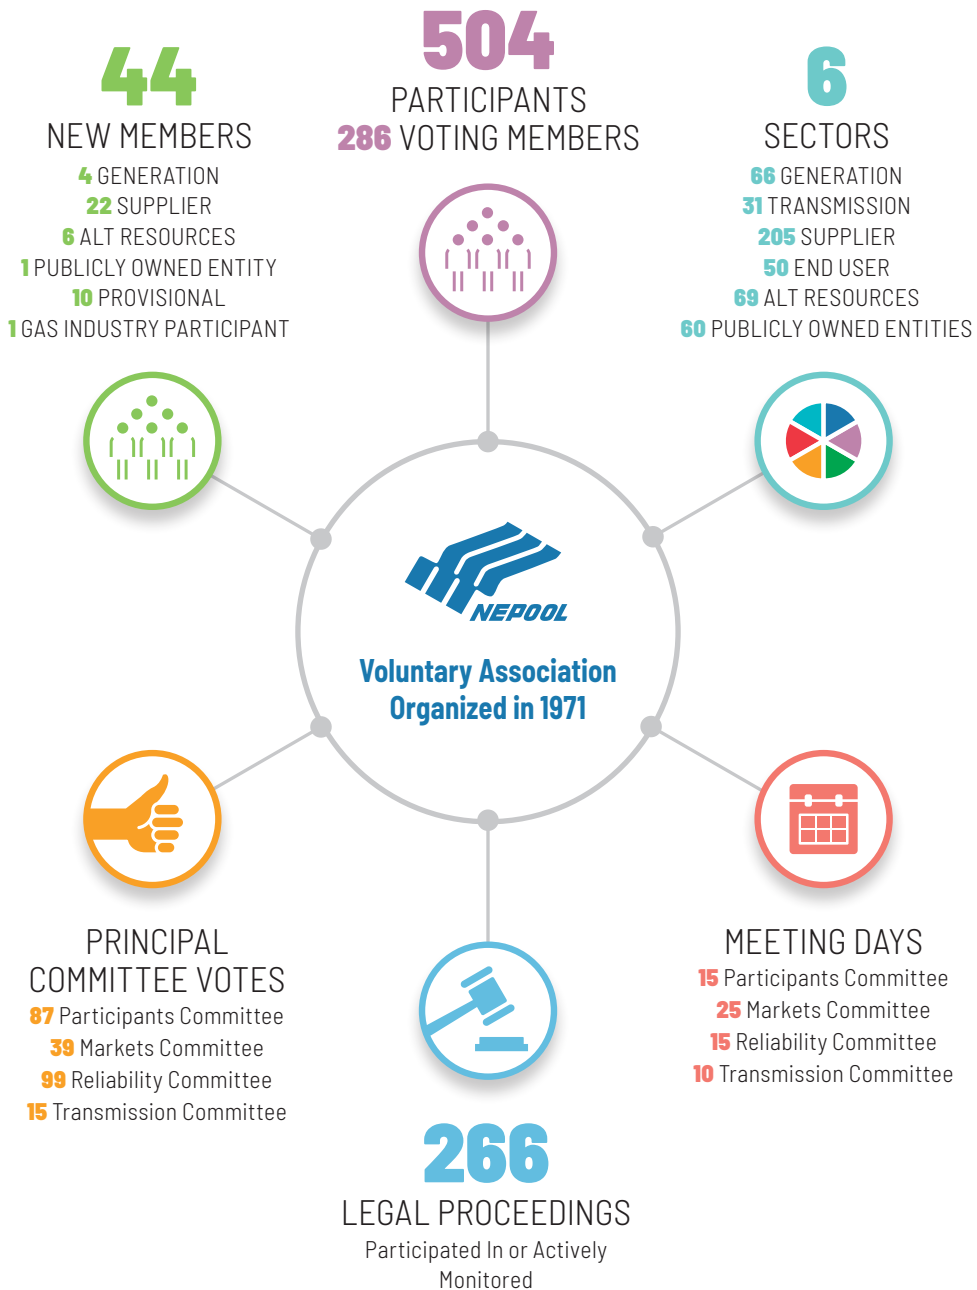 44
NEW MEMBERS
4 GENERATION
22 SUPPLIER
6 ALT RESOURCES
1 PUBLICLY OWNED ENTITY
10 PROVISIONAL
1 GAS INDUSTRY PARTICIPANT
504
PARTICIPANTS
286 VOTING MEMBERS
6
SECTORS
66 GENERATION
31 TRANSMISSION
205 SUPPLIER
50 END USER
69 ALT RESOURCES
60 PUBLICLY OWNED ENTITIES
NEPOOL
Voluntary Association
Organized in 1971
PRINCIPAL
COMMITTEE VOTES
87 Participants Committee
39 Markets Committee
99 Reliability Committee
15 Transmission Committee
266
LEGAL PROCEEDINGS
Participated In or Actively
Monitored
MEETING DAYS
15 Participants Committee
25 Markets Committee
15 Reliability Committee
10 Transmission Committee